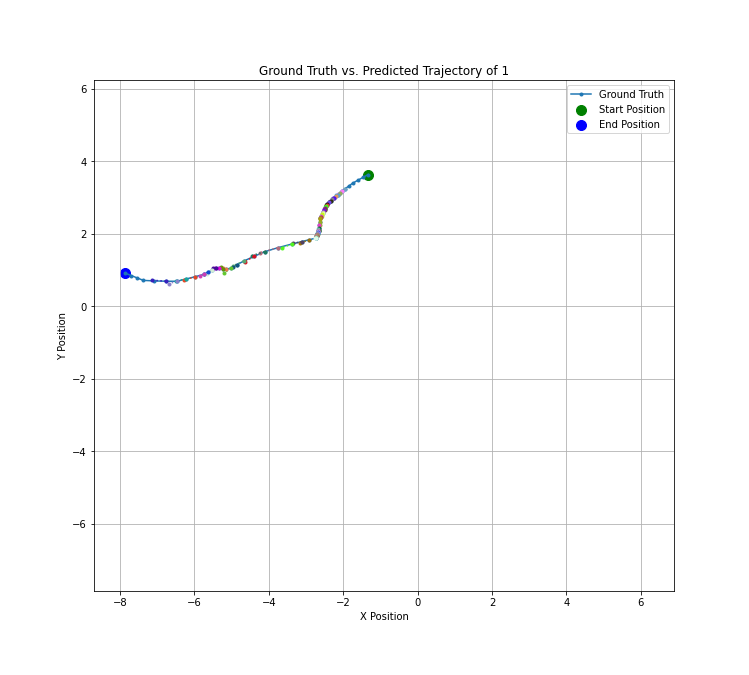 Ground Truth vs. Predicted Trajectory of 1
Ground Truth
Start Position
End Position
6
4
2
0
−2
−4
−6
Y Position
−8
−6
−4
−2
0
2
4
6
X Position